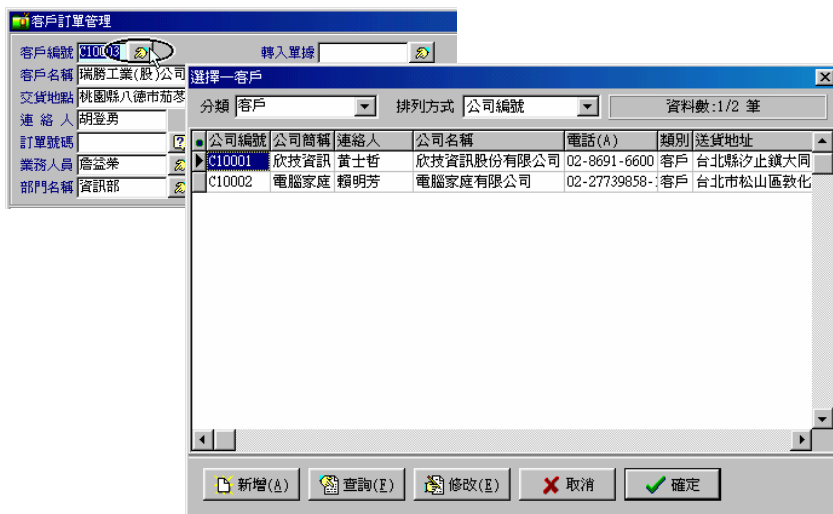 客戶訂單管理
客戶編號 C10003 轉入單據
客戶名稱 瑞勝工業(股)公司
交貨地點 桃園縣八德市茄苳
連絡人 胡登勇
訂單號碼
業務人員 詹益榮
部門名稱 資訊部
選擇一客戶
分類 客戶 排列方式 公司編號 資料數:1/2 筆
公司編號 公司簡稱 連絡人 公司名稱 電話(A) 類別 送貨地址
C10001 欣技資訊 黃士哲 欣技資訊股份有限公司 02-8691-6600 客戶 台北縣汐止鎮大同
C10002 電腦家庭 賴明芳 電腦家庭有限公司 02-27739858- 客戶 台北市松山區敦化
新增(A) 查詢(F) 修改(E) 取消 確定